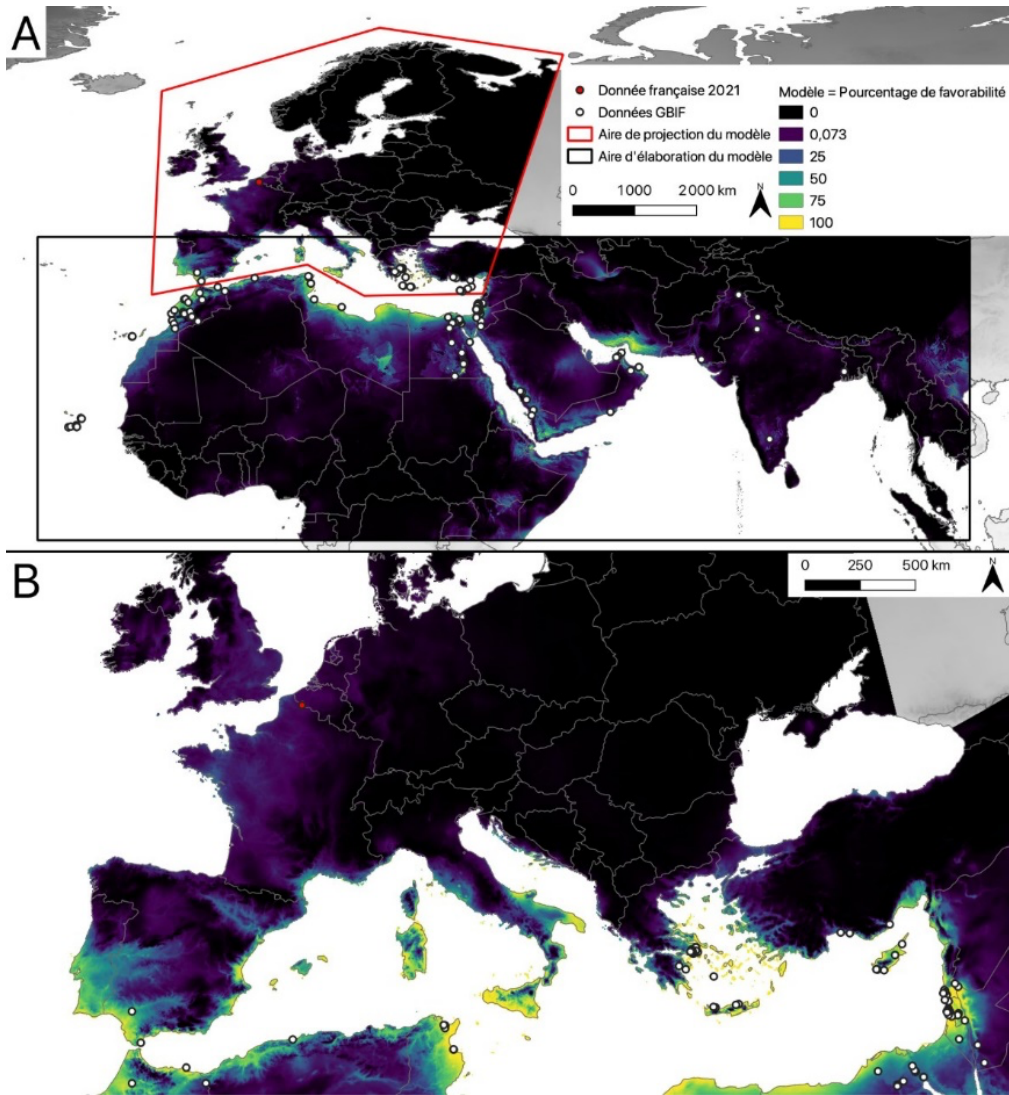 A
Donnée française 2021
Données GBIF
Aire de projection du modèle
Aire d'élaboration du modèle
0 1000 2000 km
N
Modèle = Pourcentage de favorabilité
0
0,073
25
50
75
100
B
0 250 500 km
N